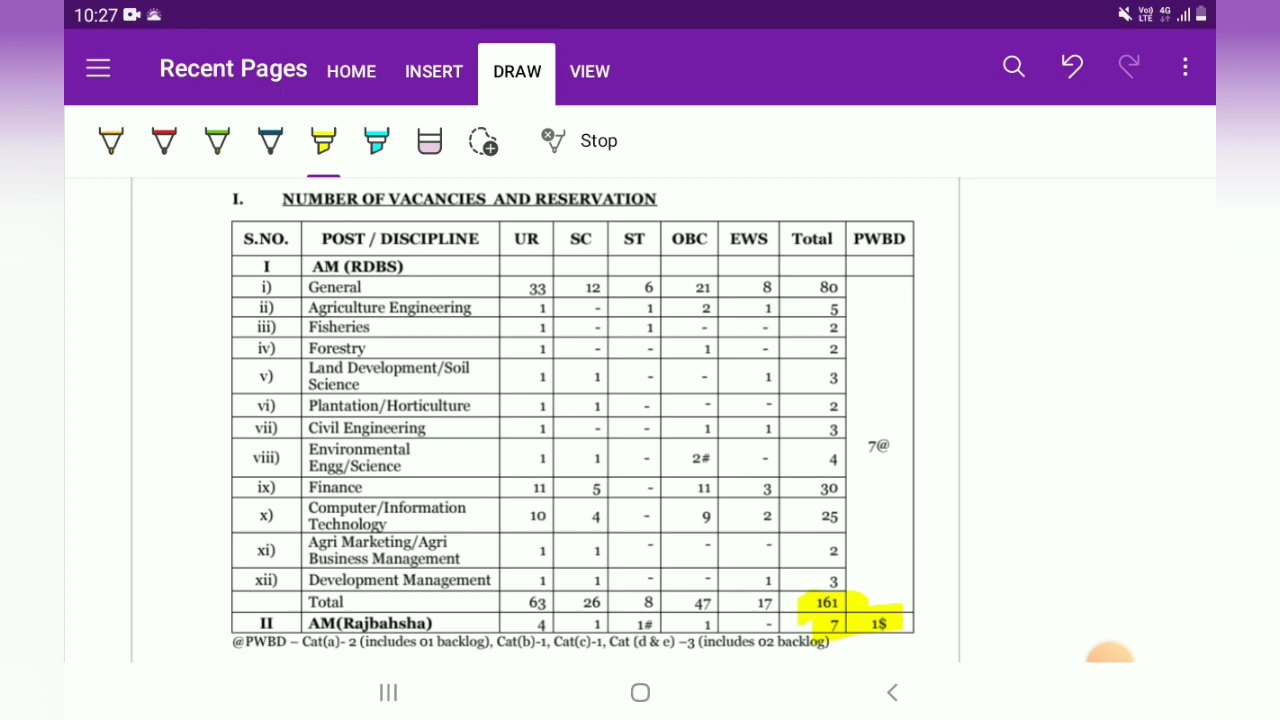 10:27 Vo) LTE 4G
Recent Pages HOME INSERT DRAW VIEW
Stop
I. NUMBER OF VACANCIES AND RESERVATION
S.NO. POST / DISCIPLINE UR SC ST OBC EWS Total PWBD
I AM (RDBS)
i) General 33 12 6 21 8 80
ii) Agriculture Engineering 1 - 1 2 1 5
iii) Fisheries 1 - 1 - - 2
iv) Forestry 1 - - 1 - 2
v) Land Development/Soil Science 1 1 - - 1 3
vi) Plantation/Horticulture 1 1 - - - 2
vii) Civil Engineering 1 - - 1 1 3
7@
viii) Environmental Engg/Science 1 1 - 2# - 4
ix) Finance 11 5 - 11 3 30
x) Computer/Information Technology 10 4 - 9 2 25
xi) Agri Marketing/Agri Business Management 1 1 - - - 2
xii) Development Management 1 1 - - 1 3
Total 63 26 8 47 17 161
II AM(Rajbahsha) 4 1 1# 1 - 7 1$
@PWBD – Cat(a)- 2 (includes 01 backlog), Cat(b)-1, Cat(c)-1, Cat (d & e) –3 (includes 02 backlog)